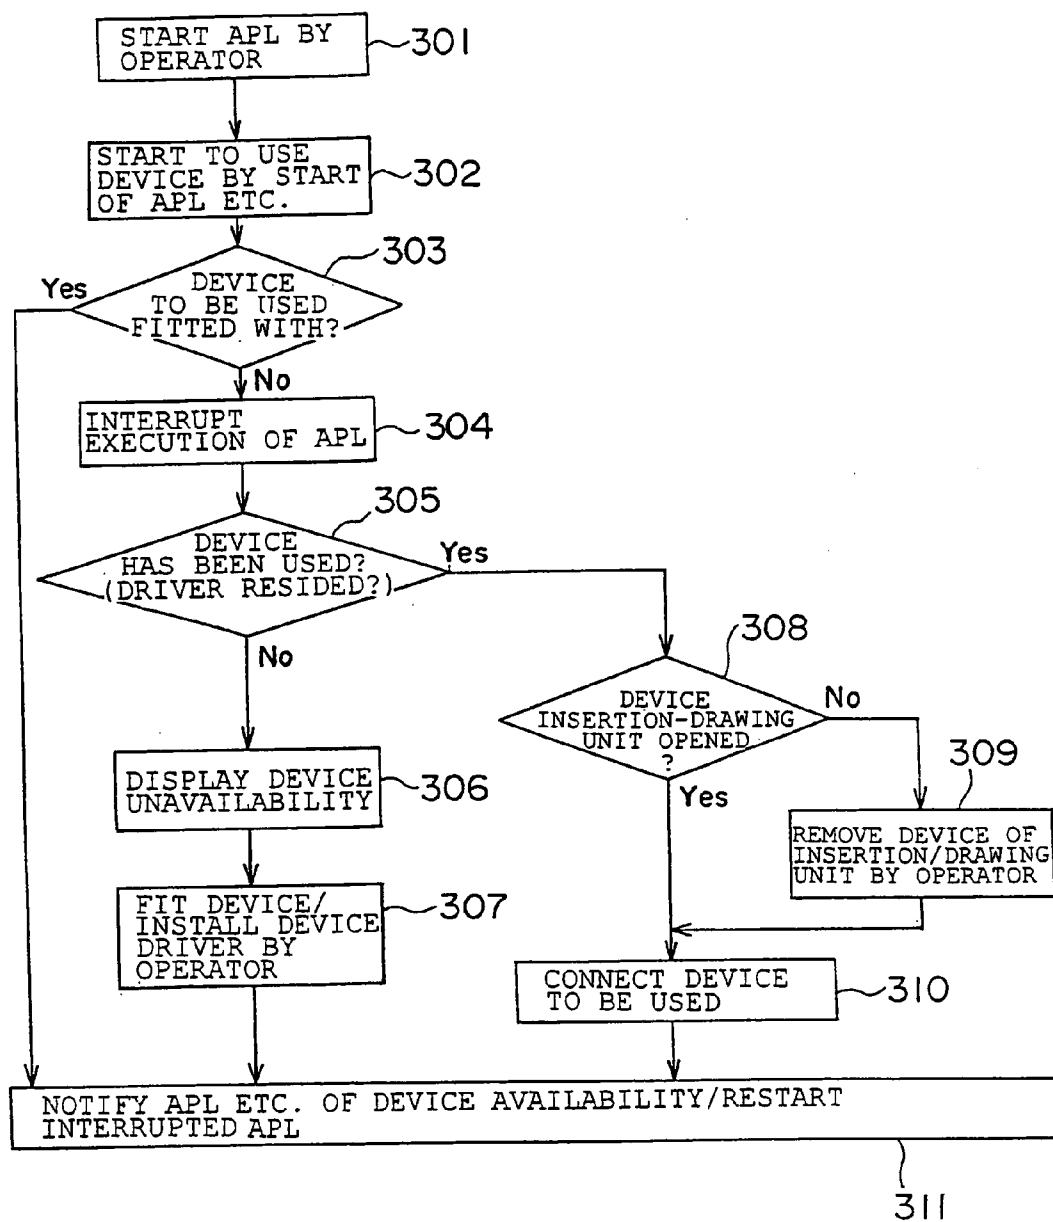 START APL BY
OPERATOR
301
START TO USE
DEVICE BY START
OF APL ETC.
302
303
Yes
DEVICE
TO BE USED
FITTED WITH?
No
INTERRUPT
EXECUTION OF APL
304
305
DEVICE
HAS BEEN USED?
(DRIVER RESIDED?)
Yes
No
308
DEVICE
INSERTION-DRAWING
UNIT OPENED
?
No
Yes
309
DISPLAY DEVICE
UNAVAILABILITY
306
REMOVE DEVICE OF
INSERTION/DRAWING
UNIT BY OPERATOR
FIT DEVICE/
INSTALL DEVICE
DRIVER BY
OPERATOR
307
CONNECT DEVICE
TO BE USED
310
NOTIFY APL ETC. OF DEVICE AVAILABILITY/RESTART
INTERRUPTED APL
311